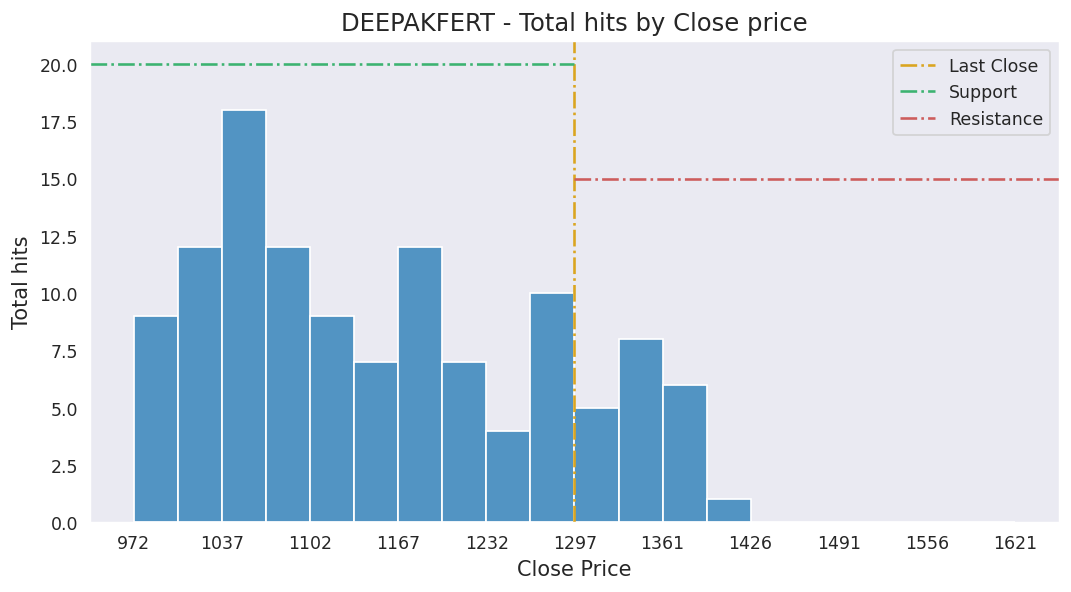 DEEPAKFERT - Total hits by Close price
Last Close
Support
Resistance
Total hits
20.0
17.5
15.0
12.5
10.0
7.5
5.0
2.5
0.0
972 1037 1102 1167 1232 1297 1361 1426 1491 1556 1621
Close Price